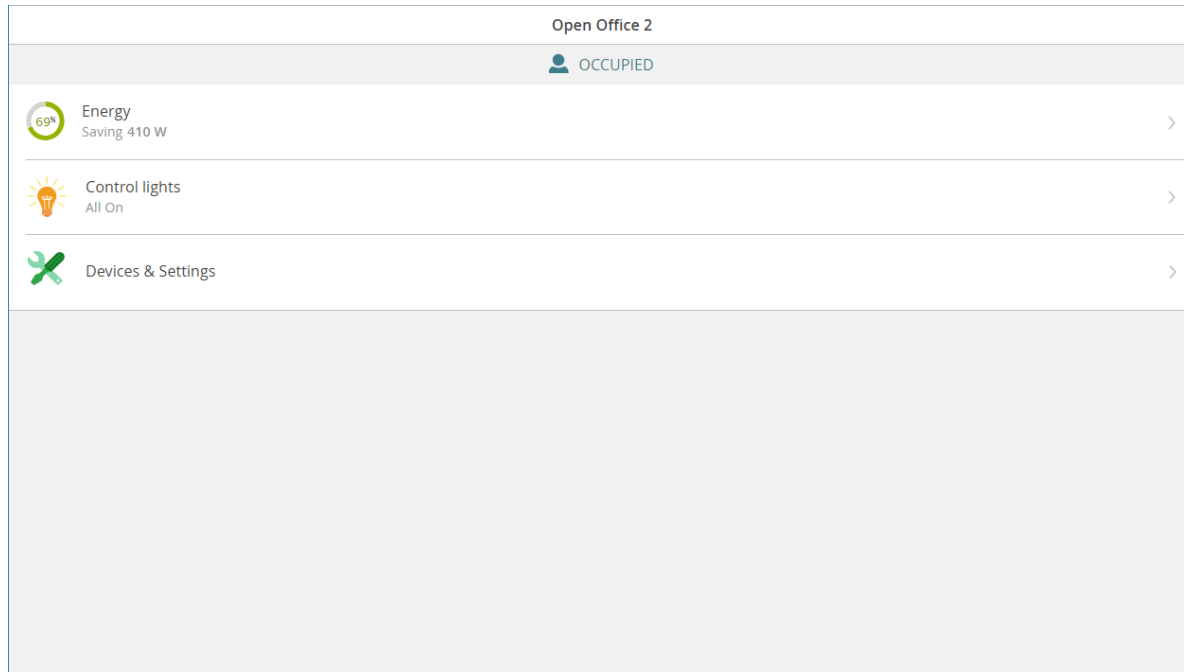 Open Office 2
OCCUPIED
69%
Energy
Saving 410 W
Control lights
All On
Devices & Settings